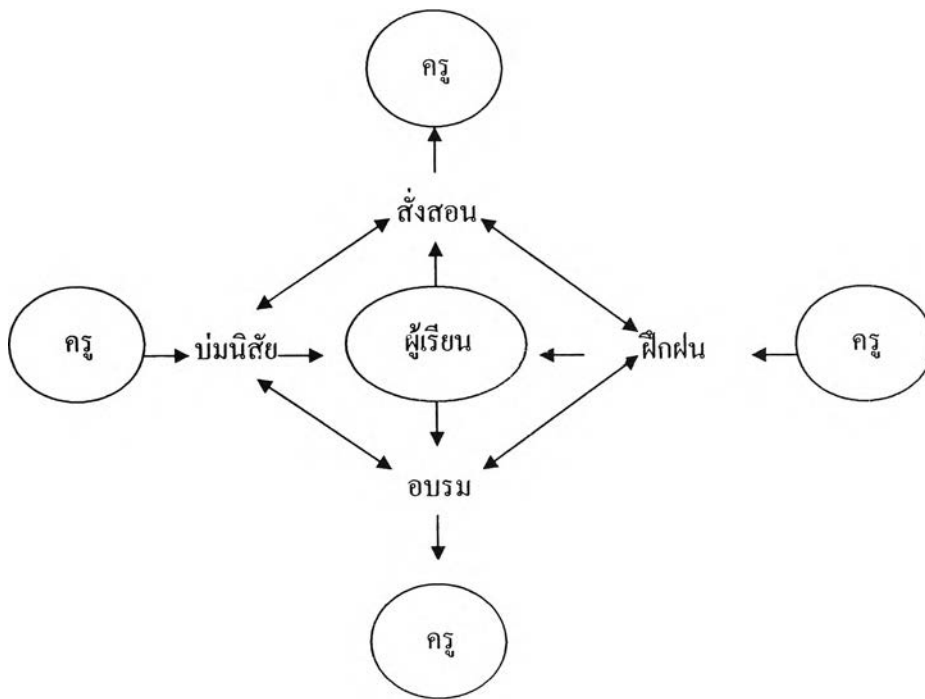 ครู
สั่งสอน
ครู
บ่มนิสัย
ผู้เรียน
ฝึกฝน
ครู
อบรม
ครู